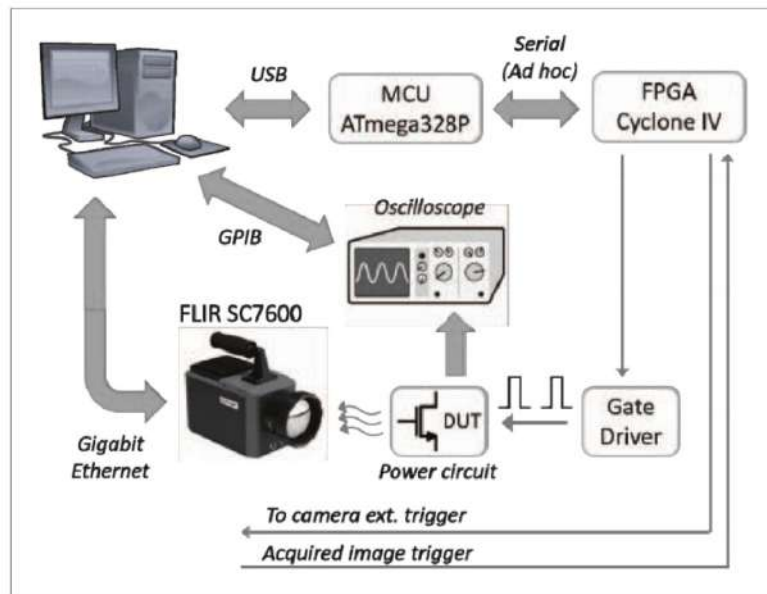 USB
Serial
(Ad hoc)
MCU
ATmega328P
FPGA
Cyclone IV
Oscilloscope
GPIB
FLIR SC7600
DUT
Gate
Driver
Gigabit
Ethernet
Power circuit
To camera ext. trigger
Acquired image trigger